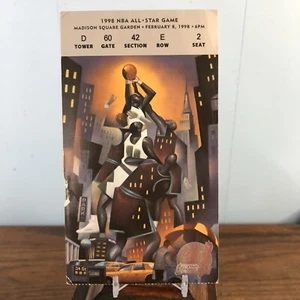 1998 NBA ALL-STAR GAME
MADISON SQUARE GARDEN • FEBRUARY 8, 1998 • 6PM
D 60 42 E 2
TOWER GATE SECTION ROW SEAT